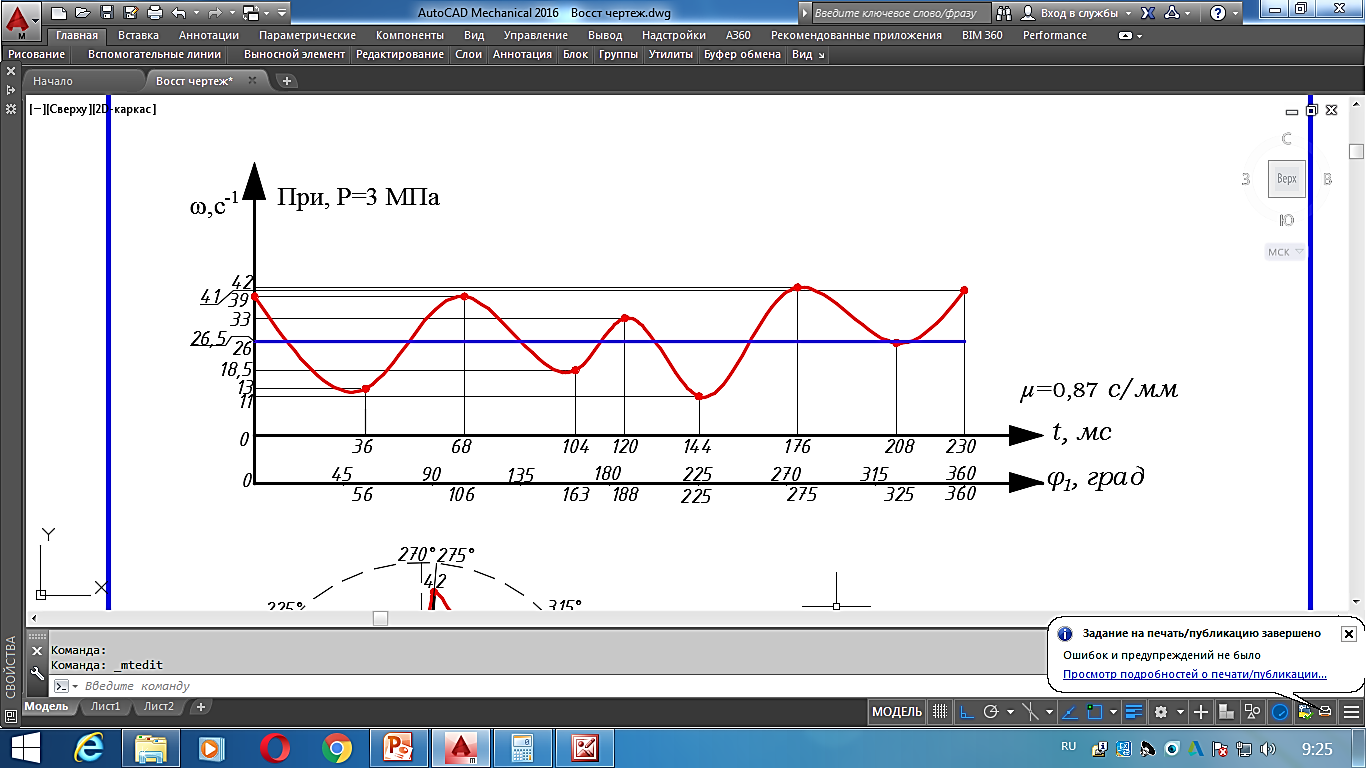 AutoCAD Mechanical 2016 Восст чертеж.dwg
Введите ключевое слово/фразу
Вход в службы
M
Главная Вставка Аннотации Параметрические Компоненты Вид Управление Вывод Надстройки A360 Рекомендованные приложения BIM 360 Performance
Рисование Вспомогательные линии Выносной элемент Редактирование Слои Аннотация Блок Группы Утилиты Буфер обмена Вид
Начало Восст чертеж*
[−][Сверху][2D-каркас]
С
З Верх В
Ю
МСК
ω,c-1 При, P=3 МПа
42
41 39
33
26,5
26
18,5
13
11
μ=0,87 с/мм
0
36 68 104 120 144 176 208 230
t, мс
45 90 135 180 225 270 315 360
0
56 106 163 188 225 275 325 360
φ1, град
270° 275°
42
225° 315°
Y
X
СВОЙСТВА
Команда:
Команда: _mtedit
Введите команду
Задание на печать/публикацию завершено
Ошибок и предупреждений не было
Просмотр подробностей о печати/публикации...
Модель Лист1 Лист2
МОДЕЛЬ
RU
9:25